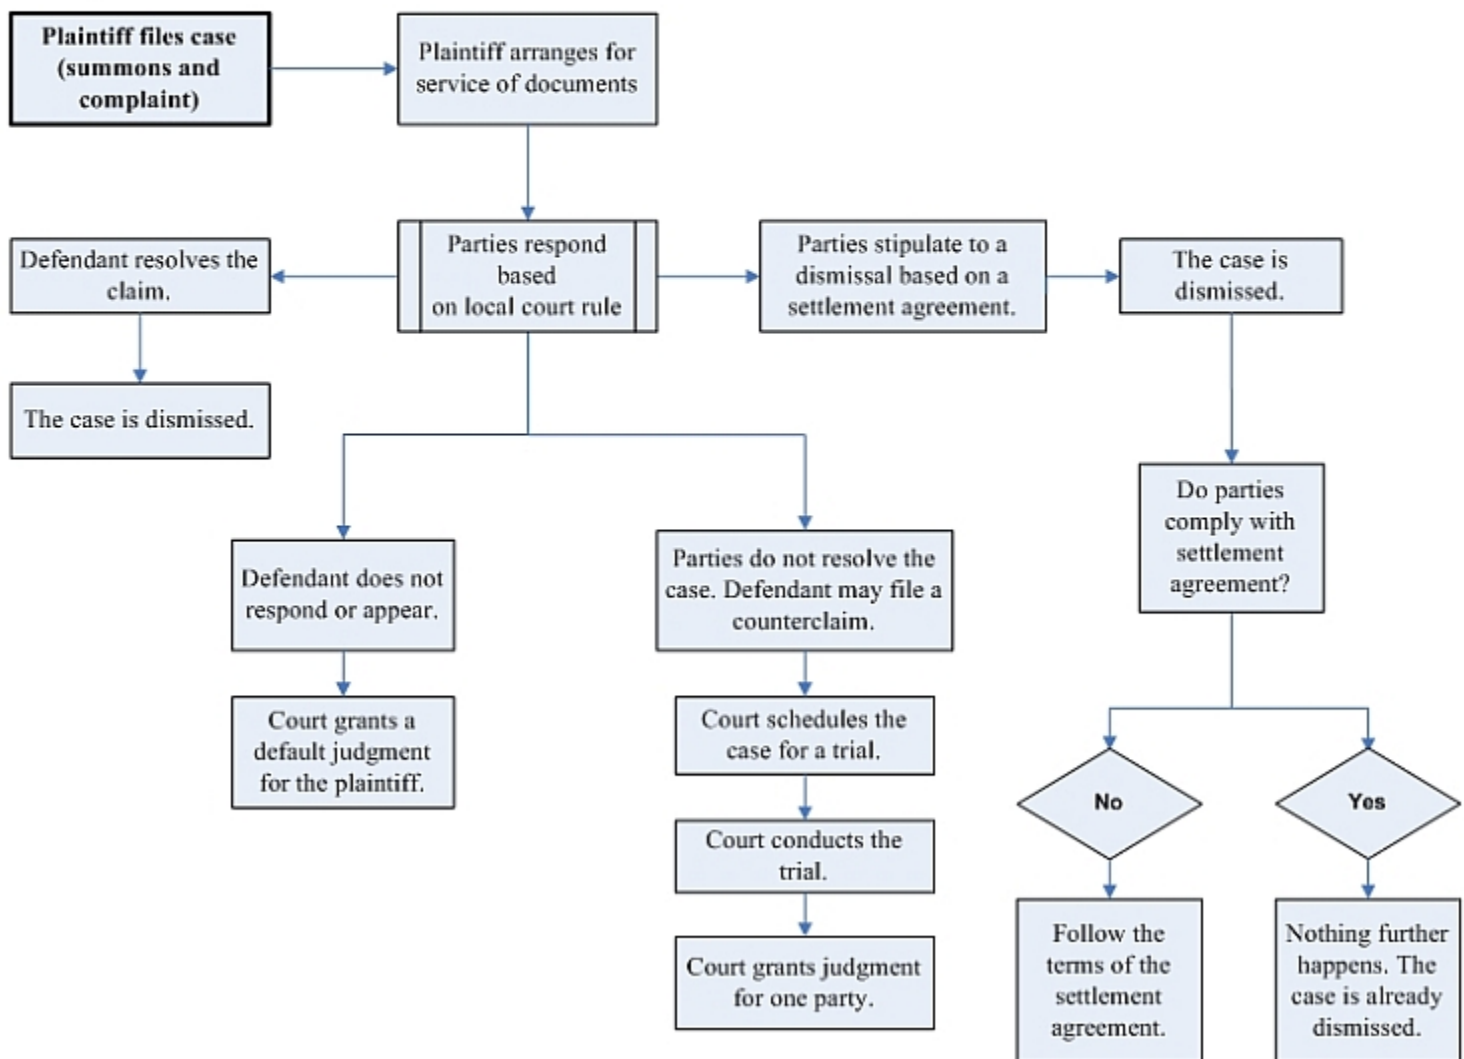 Plaintiff files case
(summons and
complaint)
Plaintiff arranges for
service of documents
Defendant resolves the
claim.
Parties respond
based
on local court rule
Parties stipulate to a
dismissal based on a
settlement agreement.
The case is
dismissed.
The case is dismissed.
Do parties
comply with
settlement
agreement?
Defendant does not
respond or appear.
Parties do not resolve the
case. Defendant may file a
counterclaim.
Court grants a
default judgment
for the plaintiff.
Court schedules the
case for a trial.
Court conducts the
trial.
Court grants judgment
for one party.
No
Yes
Follow the
terms of the
settlement
agreement.
Nothing further
happens. The
case is already
dismissed.